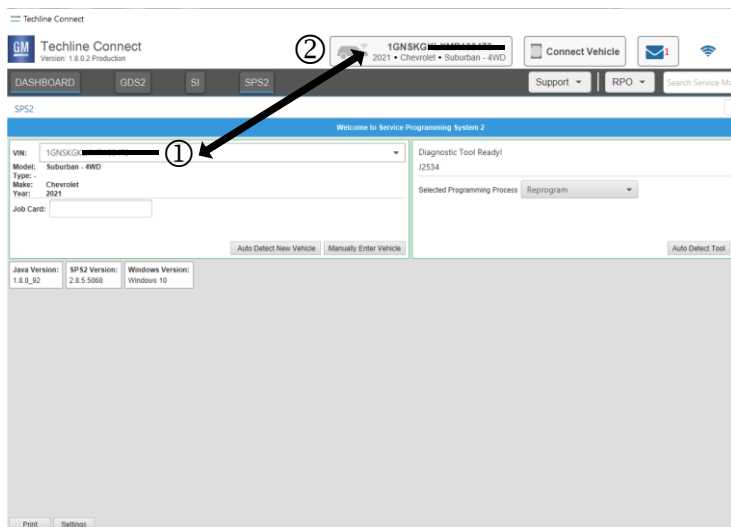 Techline Connect
GM Techline Connect
Version: 1.8.0.2 Production
②
1GNSKGK
2021 • Chevrolet • Suburban - 4WD
Connect Vehicle
1
DASHBOARD GDS2 SI SPS2
Support RPO Search Service Ma
SPS2
Welcome to Service Programming System 2
VIN: 1GNSKGK
①
Model: Suburban - 4WD
Type: -
Make: Chevrolet
Year: 2021
Job Card:
Auto Detect New Vehicle Manually Enter Vehicle
Diagnostic Tool Ready!
J2534
Selected Programming Process Reprogram
Auto Detect Tool
Java Version: SPS2 Version: Windows Version:
1.8.0_92 2.8.5.5060 Windows 10
Print Settings